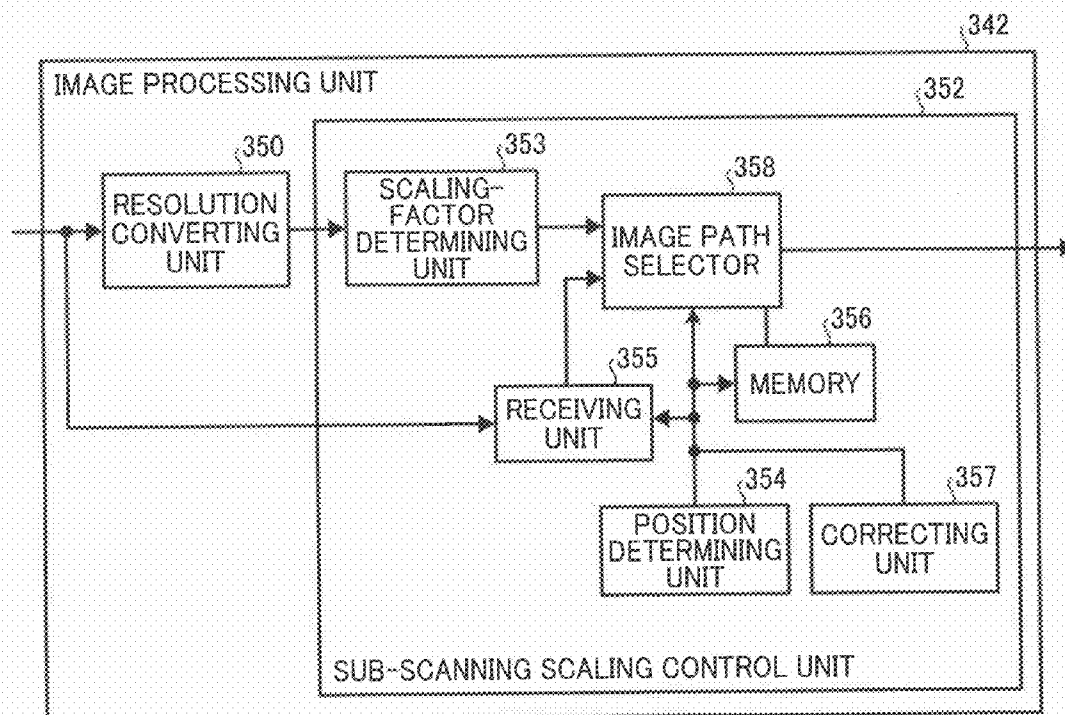 342
IMAGE PROCESSING UNIT
352
350
353
358
RESOLUTION
CONVERTING
UNIT
SCALING-
FACTOR
DETERMINING
UNIT
IMAGE PATH
SELECTOR
356
MEMORY
355
RECEIVING
UNIT
354
357
POSITION
DETERMINING
UNIT
CORRECTING
UNIT
SUB-SCANNING SCALING CONTROL UNIT